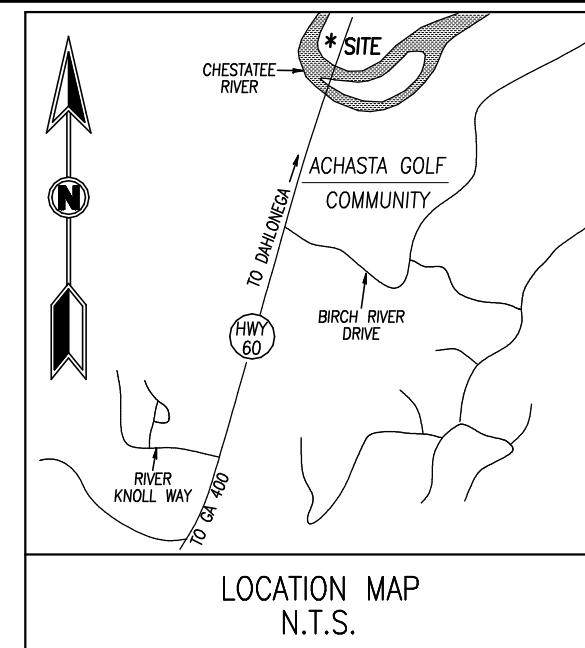 * SITE
CHESTATEE
RIVER
N
ACHASTA GOLF
COMMUNITY
TO DAHLONEGA
BIRCH RIVER
DRIVE
HWY
60
RIVER
KNOLL WAY
TO GA 400
LOCATION MAP
N.T.S.